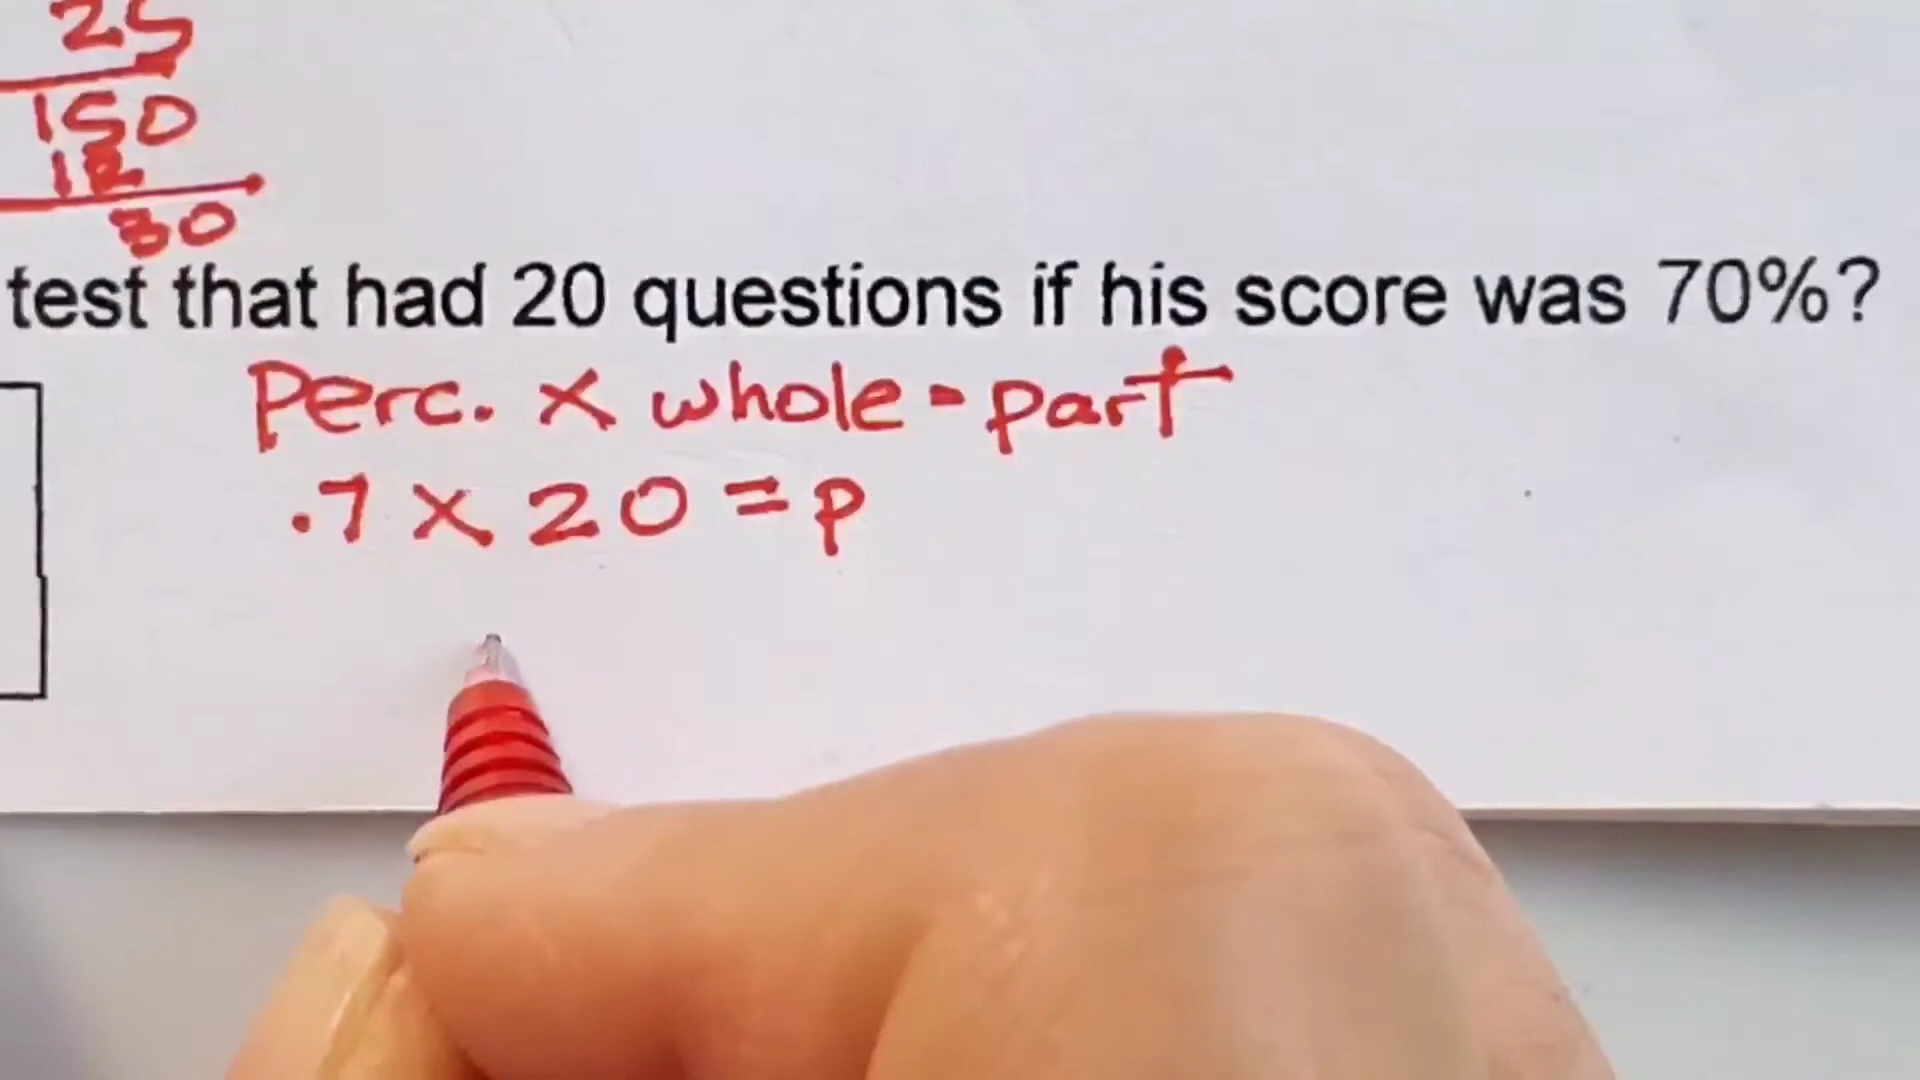 25
150
12
30
test that had 20 questions if his score was 70%?
Perc. x whole = part
.7 x 20 = p